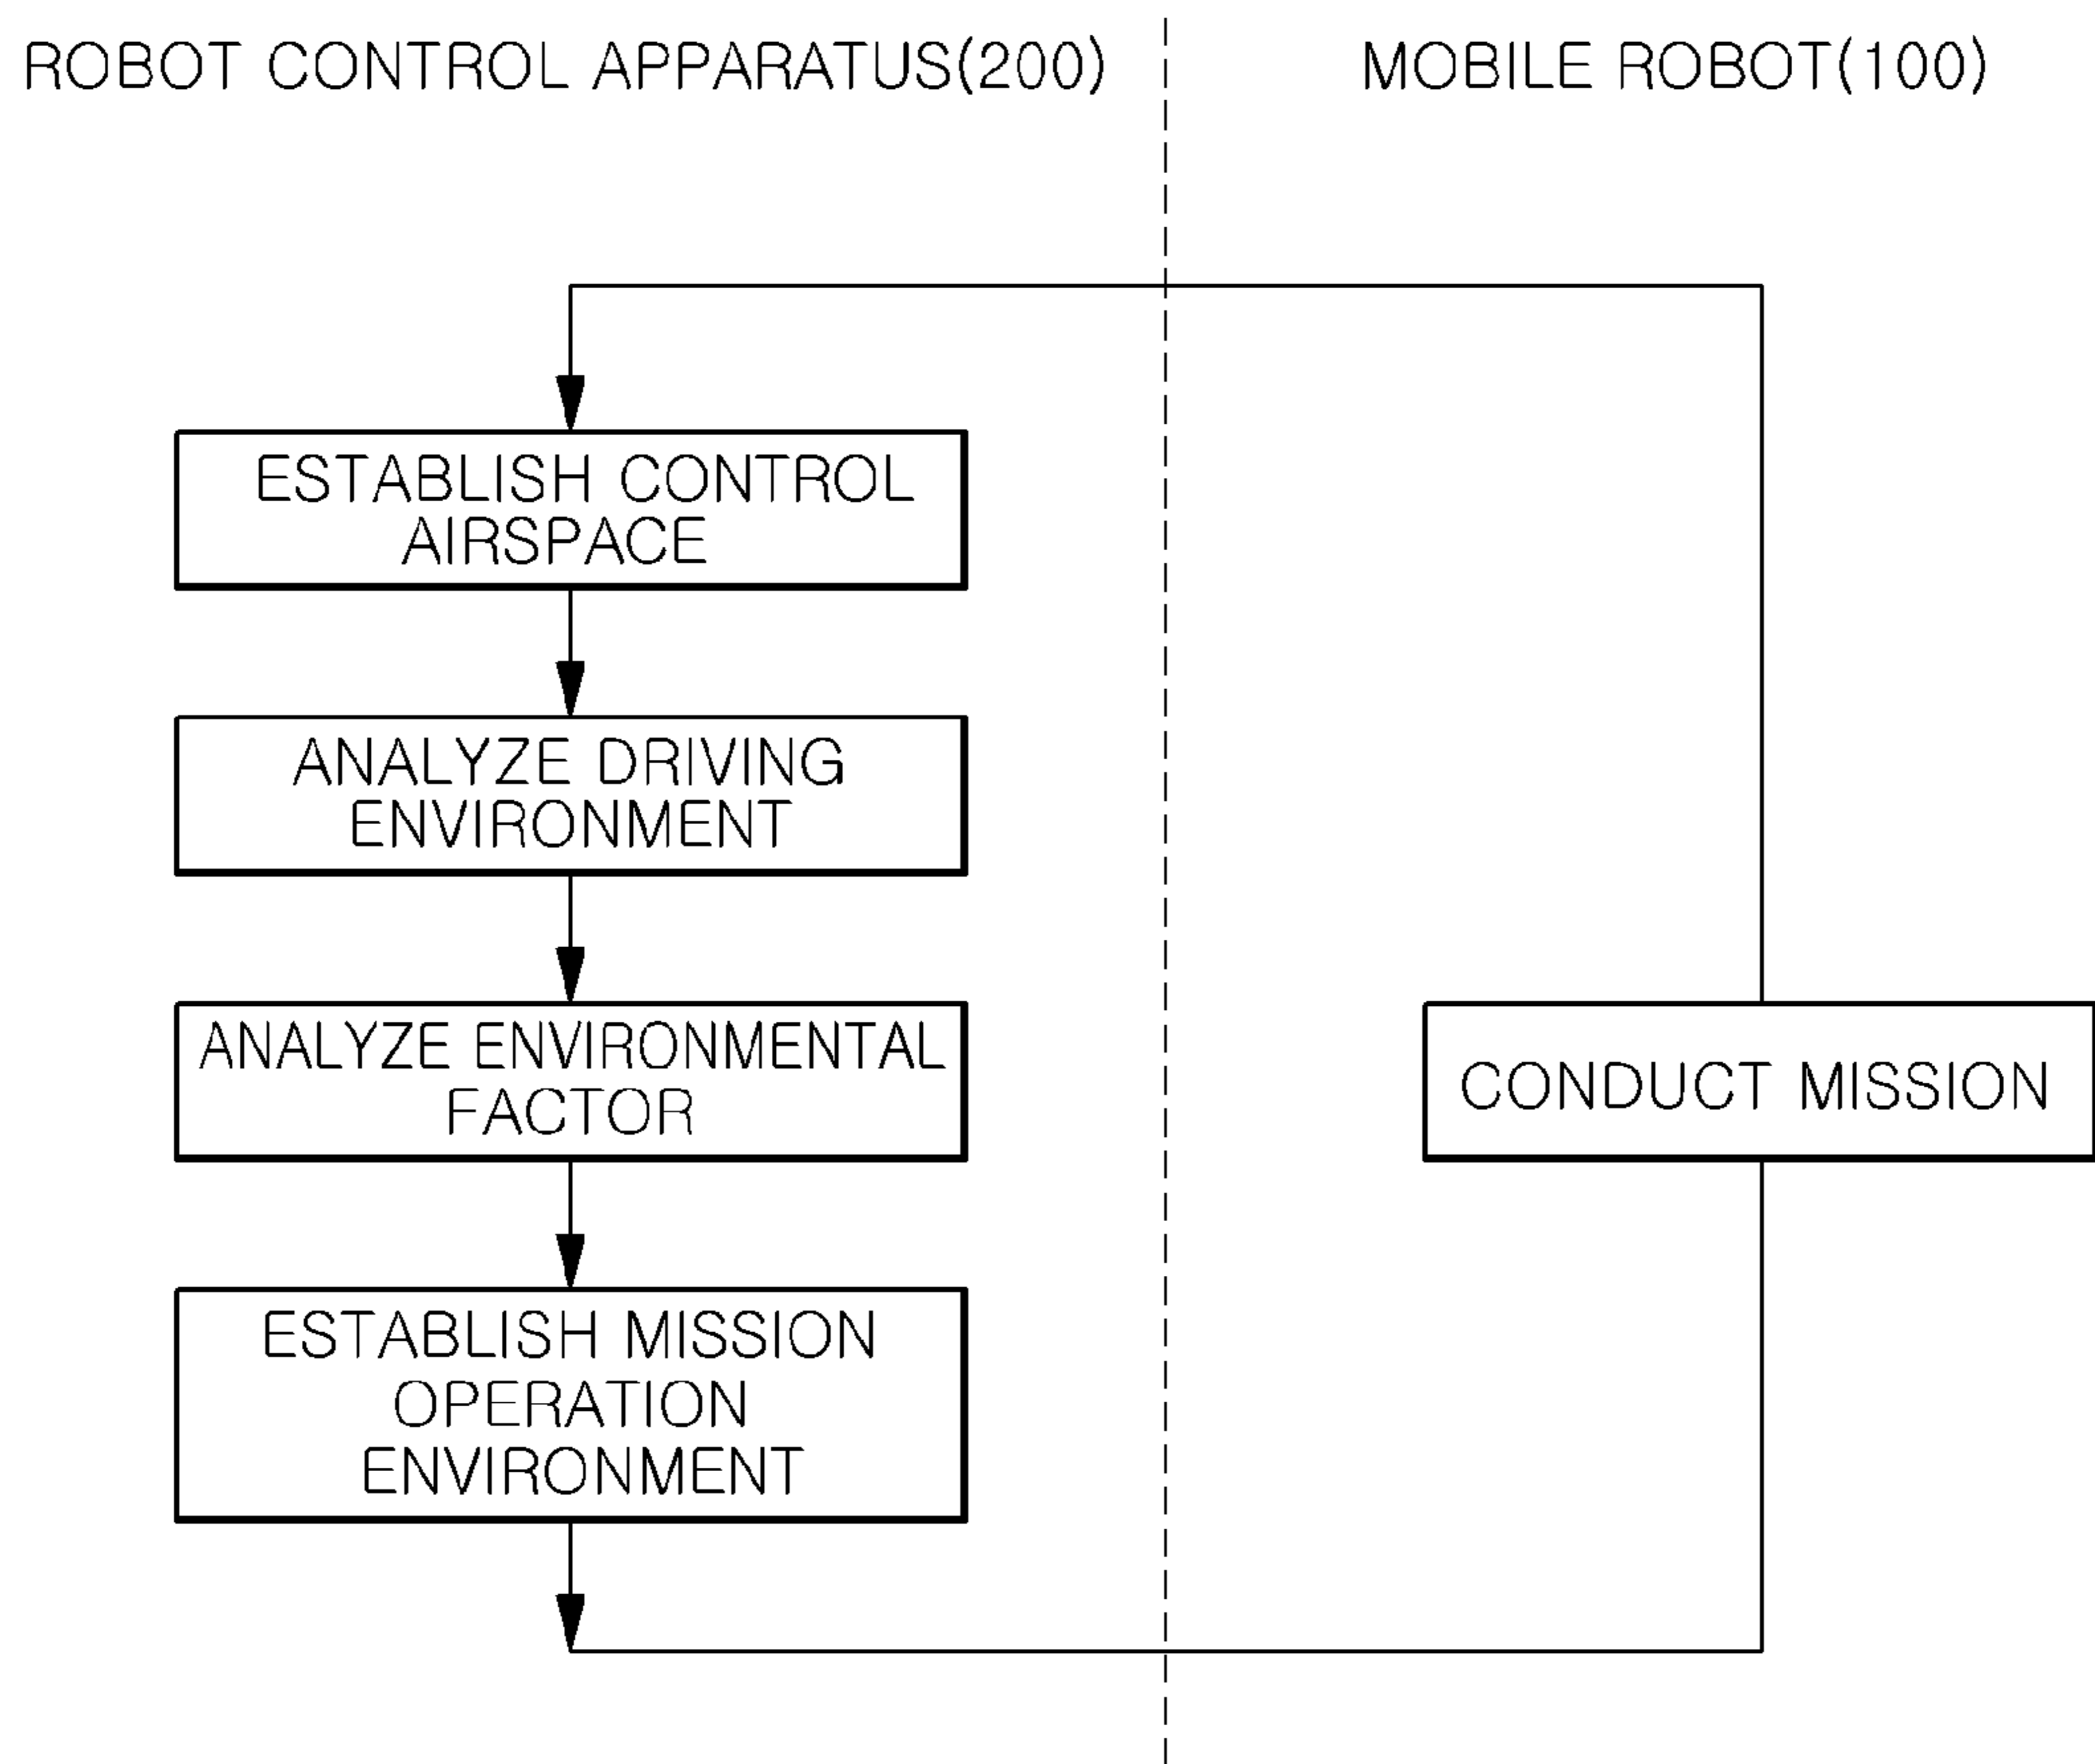 ROBOT CONTROL APPARATUS(200)
MOBILE ROBOT(100)
ESTABLISH CONTROL
AIRSPACE
ANALYZE DRIVING
ENVIRONMENT
ANALYZE ENVIRONMENTAL
FACTOR
CONDUCT MISSION
ESTABLISH MISSION
OPERATION
ENVIRONMENT